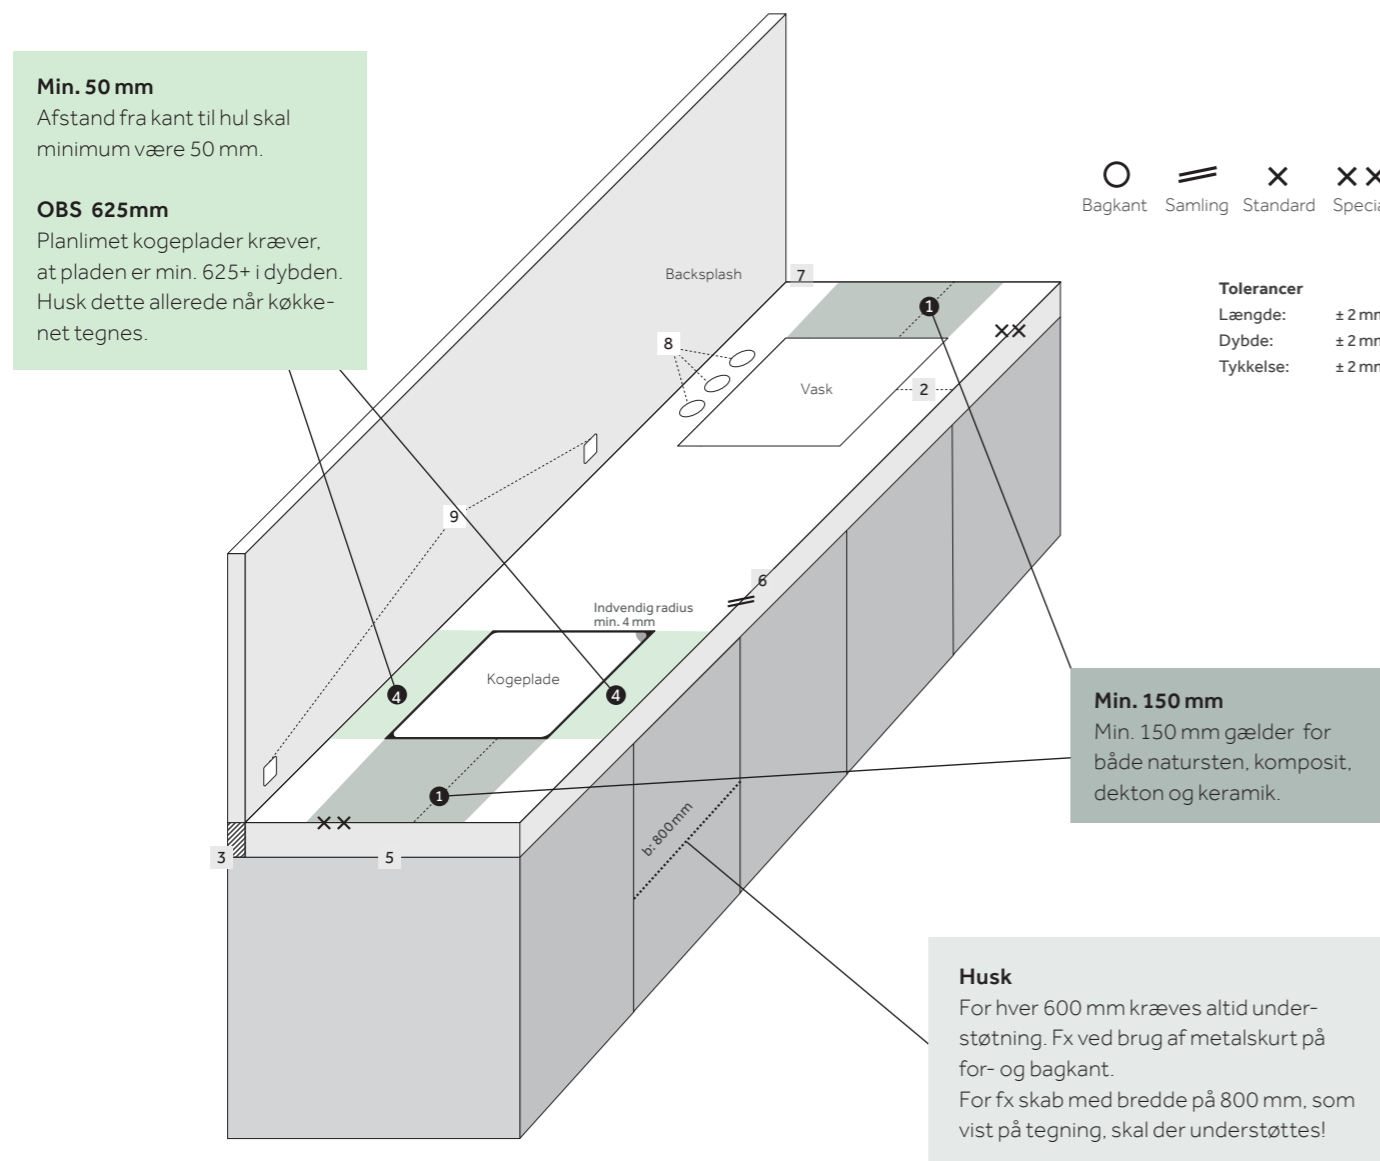 Min. 50 mm
Afstand fra kant til hul skal
minimum være 50 mm.
OBS 625mm
Planlimet kogeplader kræver,
at pladen er min. 625+ i dybden.
Husk dette allerede når køkke-
net tegnes.
Bagkant Samling Standard
Tolerancer
Længde: ± 2
Dybde: ± 2
Tykkelse: ± 2
Backsplash
7
1
8
Vask
2
9
6
Indvendig radius
min. 4 mm
Kogeplade
4
4
1
Min. 150 mm
Min. 150 mm gælder for
både natursten, komposit,
dekton og keramik.
b: 800 mm
3
5
Husk
For hver 600 mm kræves altid under-
støtning. Fx ved brug af metalskurt på
for- og bagkant.
For fx skab med bredde på 800 mm, som
vist på tegning, skal der understøttes!